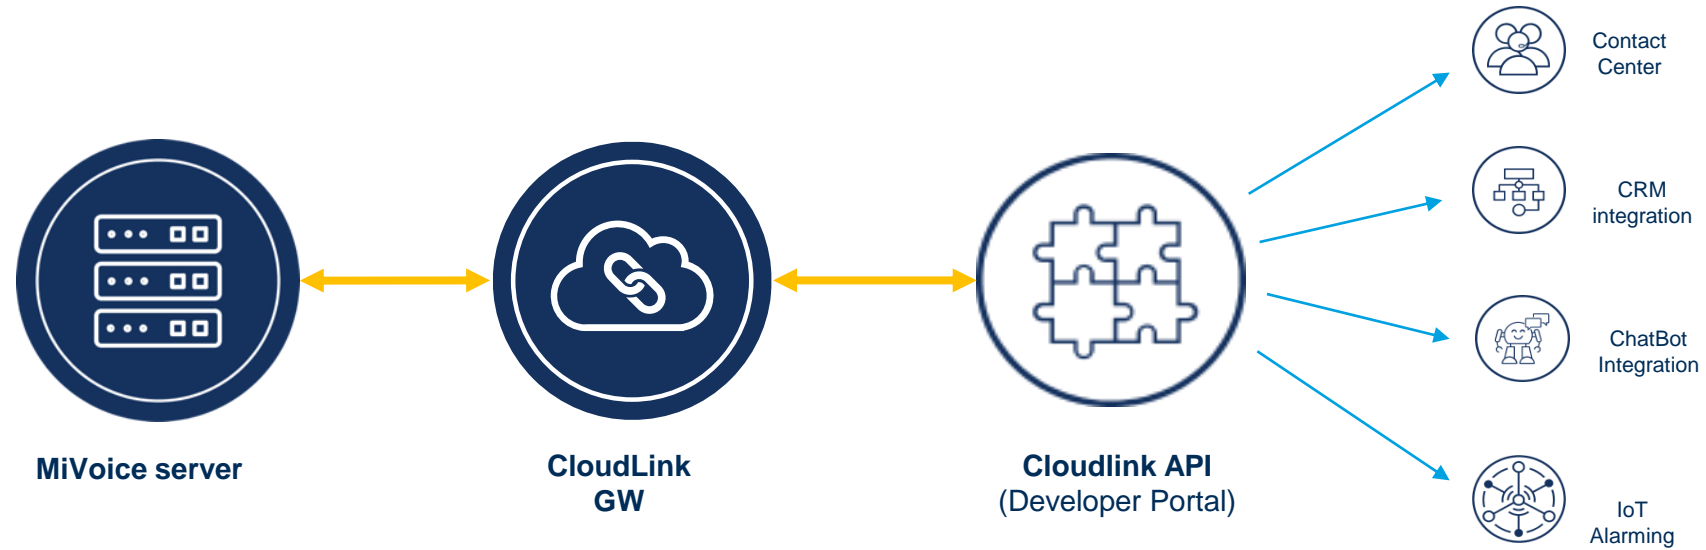 MiVoice server
CloudLink
GW
Cloudlink API
(Developer Portal)
Contact
Center
CRM
integration
ChatBot
Integration
IoT
Alarming